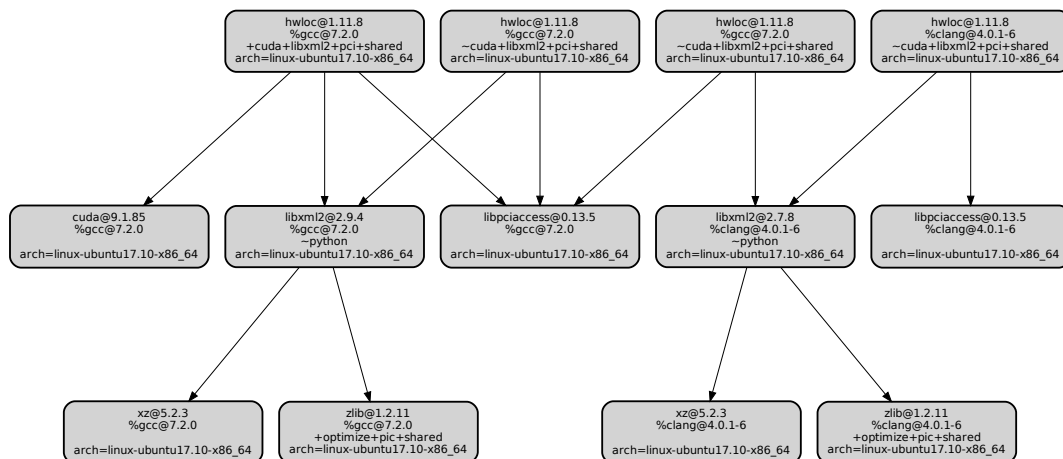 hwloc@1.11.8
%gcc@7.2.0
+cuda+libxml2+pci+shared
arch=linux-ubuntu17.10-x86_64
hwloc@1.11.8
%gcc@7.2.0
~cuda+libxml2+pci+shared
arch=linux-ubuntu17.10-x86_64
hwloc@1.11.8
%gcc@7.2.0
~cuda+libxml2+pci+shared
arch=linux-ubuntu17.10-x86_64
hwloc@1.11.8
%clang@4.0.1-6
~cuda+libxml2+pci+shared
arch=linux-ubuntu17.10-x86_64
cuda@9.1.85
%gcc@7.2.0
arch=linux-ubuntu17.10-x86_64
libxml2@2.9.4
%gcc@7.2.0
~python
arch=linux-ubuntu17.10-x86_64
libpciaccess@0.13.5
%gcc@7.2.0
arch=linux-ubuntu17.10-x86_64
libxml2@2.7.8
%clang@4.0.1-6
~python
arch=linux-ubuntu17.10-x86_64
libpciaccess@0.13.5
%clang@4.0.1-6
arch=linux-ubuntu17.10-x86_64
xz@5.2.3
%gcc@7.2.0
arch=linux-ubuntu17.10-x86_64
zlib@1.2.11
%gcc@7.2.0
+optimize+pic+shared
arch=linux-ubuntu17.10-x86_64
xz@5.2.3
%clang@4.0.1-6
arch=linux-ubuntu17.10-x86_64
zlib@1.2.11
%clang@4.0.1-6
+optimize+pic+shared
arch=linux-ubuntu17.10-x86_64